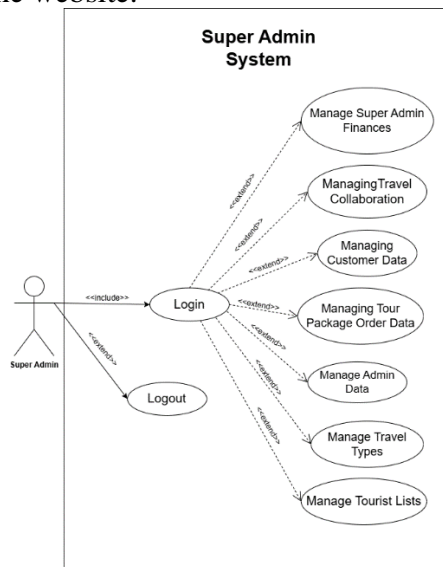 Super Admin
System
Manage Super Admin
Finances
<<extend>>
ManagingTravel
Collaboration
<<extend>>
Managing
Customer Data
<<extend>>
<<include>>
Login
<<extend>>
Managing Tour
Package Order Data
Super Admin
<<extend>>
Logout
<<extend>>
Manage Admin
Data
<<extend>>
Manage Travel
Types
<<extend>>
Manage Tourist Lists